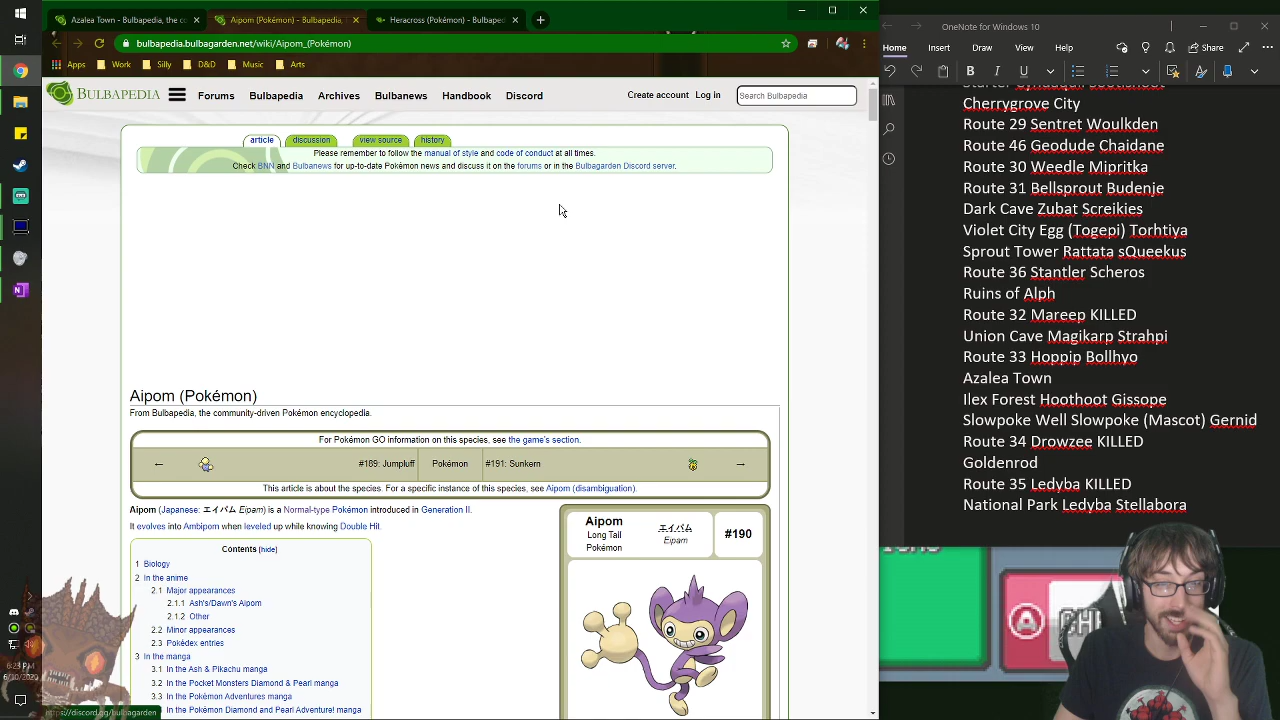 Azalea Town - Bulbapedia, the co
Aipom (Pokémon) - Bulbapedia,
Heracross (Pokémon) - Bulbaped
bulbapedia.bulbagarden.net/wiki/Aipom_(Pokémon)
Apps Work Silly D&D Music Arts
BULBAPEDIA Forums Bulbapedia Archives Bulbanews Handbook Discord Create account Log in Search Bulbapedia
article discussion view source history
Please remember to follow the manual of style and code of conduct at all times.
Check BNN and Bulbanews for up-to-date Pokémon news and discuss it on the forums or in the Bulbagarden Discord server.
Aipom (Pokémon)
From Bulbapedia, the community-driven Pokémon encyclopedia.
For Pokémon GO information on this species, see the game's section.
← #189: Jumpluff Pokémon #191: Sunkern →
This article is about the species. For a specific instance of this species, see Aipom (disambiguation).
Aipom (Japanese: エイパム Eipam) is a Normal-type Pokémon introduced in Generation II.
It evolves into Ambipom when leveled up while knowing Double Hit.
Contents [hide]
1 Biology
2 In the anime
2.1 Major appearances
2.1.1 Ash's/Dawn's Aipom
2.1.2 Other
2.2 Minor appearances
2.3 Pokédex entries
3 In the manga
3.1 In the Ash & Pikachu manga
3.2 In the Pocket Monsters Diamond & Pearl manga
3.3 In the Pokémon Adventures manga
In the Pokémon Diamond and Pearl Adventure! manga
Aipom
Long Tail
Pokémon
エイパム
Eipam
#190
https://discord.gg/bulbagarden
6/10/2020
OneNote for Windows 10
Home Insert Draw View Help Share
B I U
Cherrygrove City
Route 29 Sentret Woulkden
Route 46 Geodude Chaidane
Route 30 Weedle Mipritka
Route 31 Bellsprout Budenje
Dark Cave Zubat Screikies
Violet City Egg (Togepi) Torhtiya
Sprout Tower Rattata sQueekus
Route 36 Stantler Scheros
Ruins of Alph
Route 32 Mareep KILLED
Union Cave Magikarp Strahpi
Route 33 Hoppip Bollhyo
Azalea Town
Ilex Forest Hoothoot Gissope
Slowpoke Well Slowpoke (Mascot) Gernid
Route 34 Drowzee KILLED
Goldenrod
Route 35 Ledyba KILLED
National Park Ledyba Stellabora
A